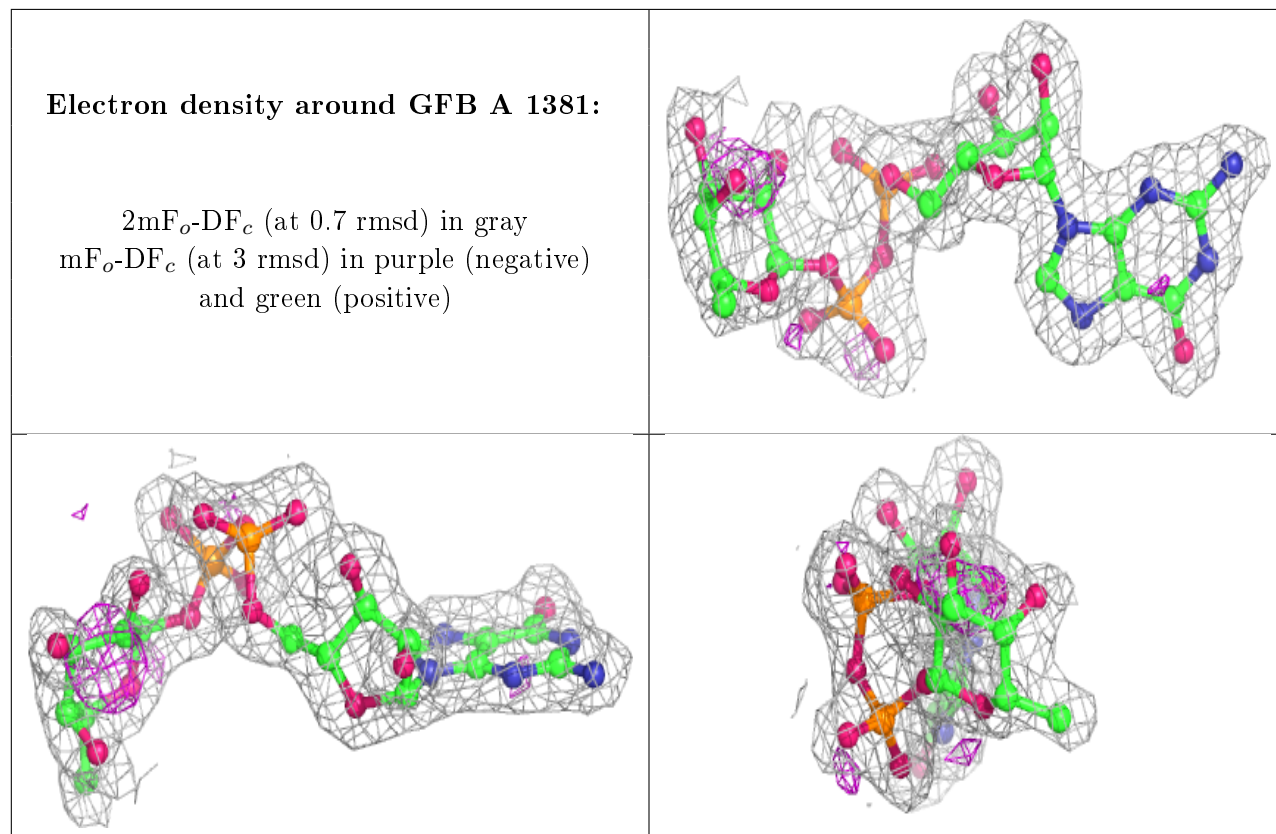 Electron density around GFB A 1381:
2mFo-DFc (at 0.7 rmsd) in gray
mFo-DFc (at 3 rmsd) in purple (negative)
and green (positive)